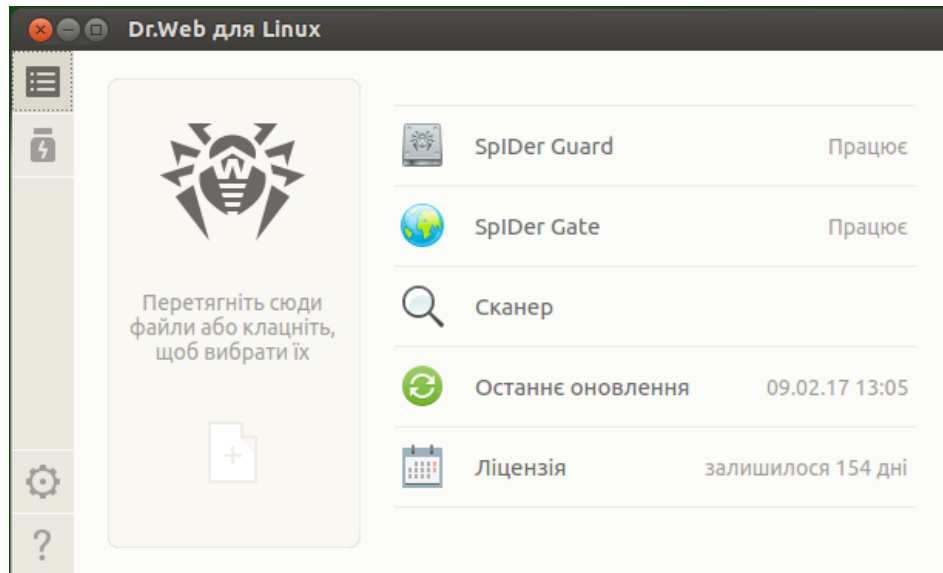 Dr.Web для Linux
Перетягніть сюди
файли або клацніть,
щоб вибрати їх
SpIDer Guard Працює
SpIDer Gate Працює
Сканер
Останнє оновлення 09.02.17 13:05
Ліцензія залишилося 154 дні
?